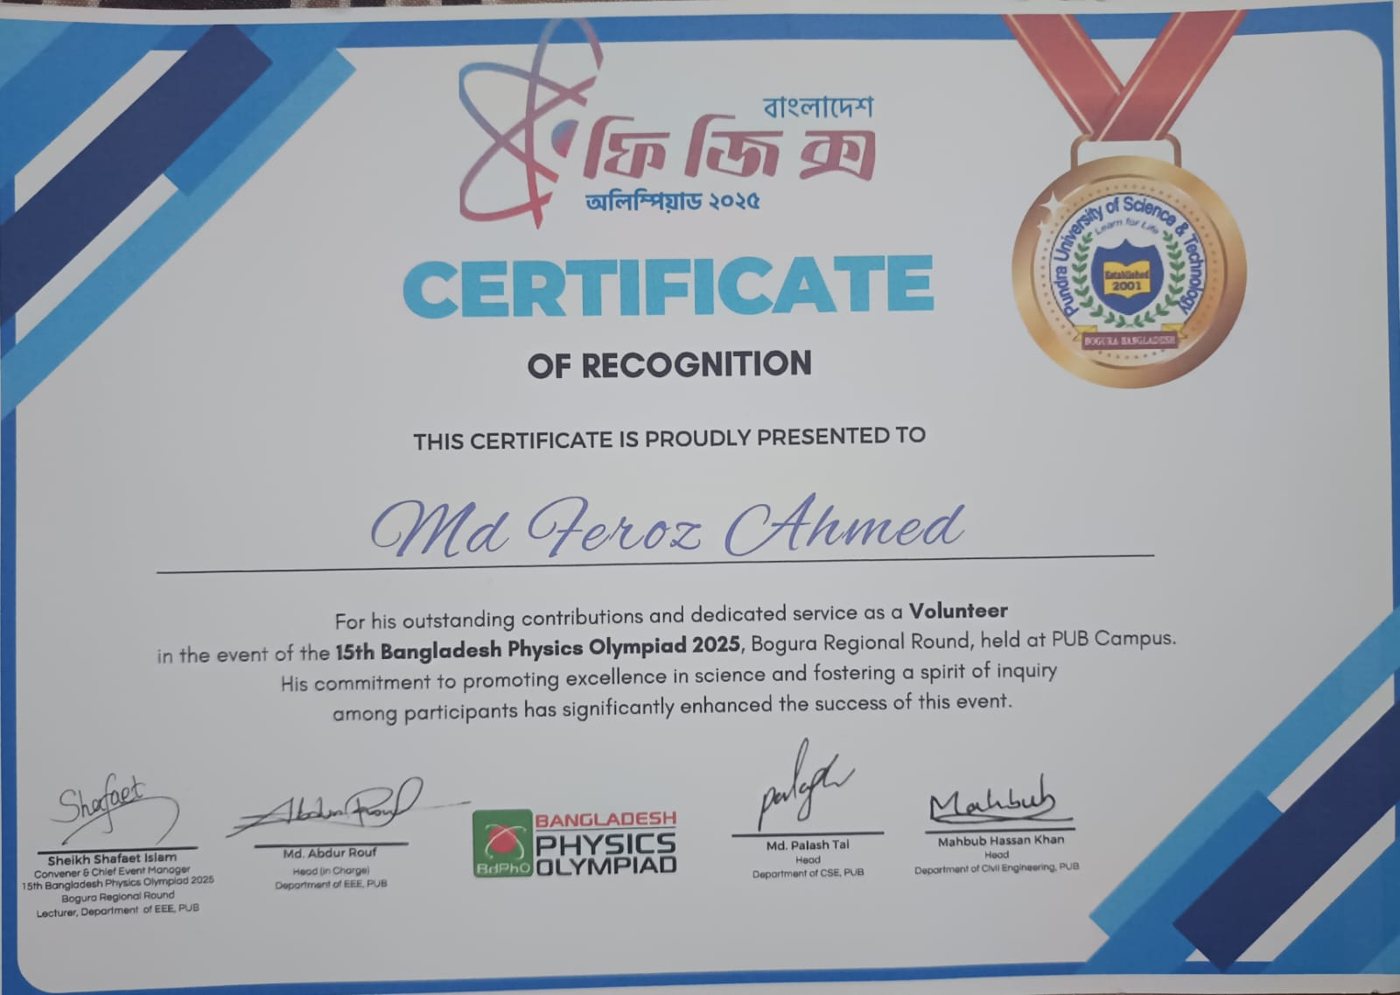 বাংলাদেশ
ফিজিক্স
অলিম্পিয়াড ২০২৫
CERTIFICATE
OF RECOGNITION
Pundra University of Science & Technology
Learn for Life
Established
2001
BOGURA BANGLADESH
THIS CERTIFICATE IS PROUDLY PRESENTED TO
Md Feroz Ahmed
For his outstanding contributions and dedicated service as a Volunteer
in the event of the 15th Bangladesh Physics Olympiad 2025, Bogura Regional Round, held at PUB Campus.
His commitment to promoting excellence in science and fostering a spirit of inquiry
among participants has significantly enhanced the success of this event.
Shafaet
Sheikh Shafaet Islam
Convener & Chief Event Manager
15th Bangladesh Physics Olympiad 2025
Bogura Regional Round
Lecturer, Department of EEE, PUB
Md. Abdur Rouf
Head (in Charge)
Department of EEE, PUB
BdPhO
BANGLADESH
PHYSICS
OLYMPIAD
Palash
Md. Palash Tai
Head
Department of CSE, PUB
Mahbub
Mahbub Hassan Khan
Head
Department of Civil Engineering, PUB